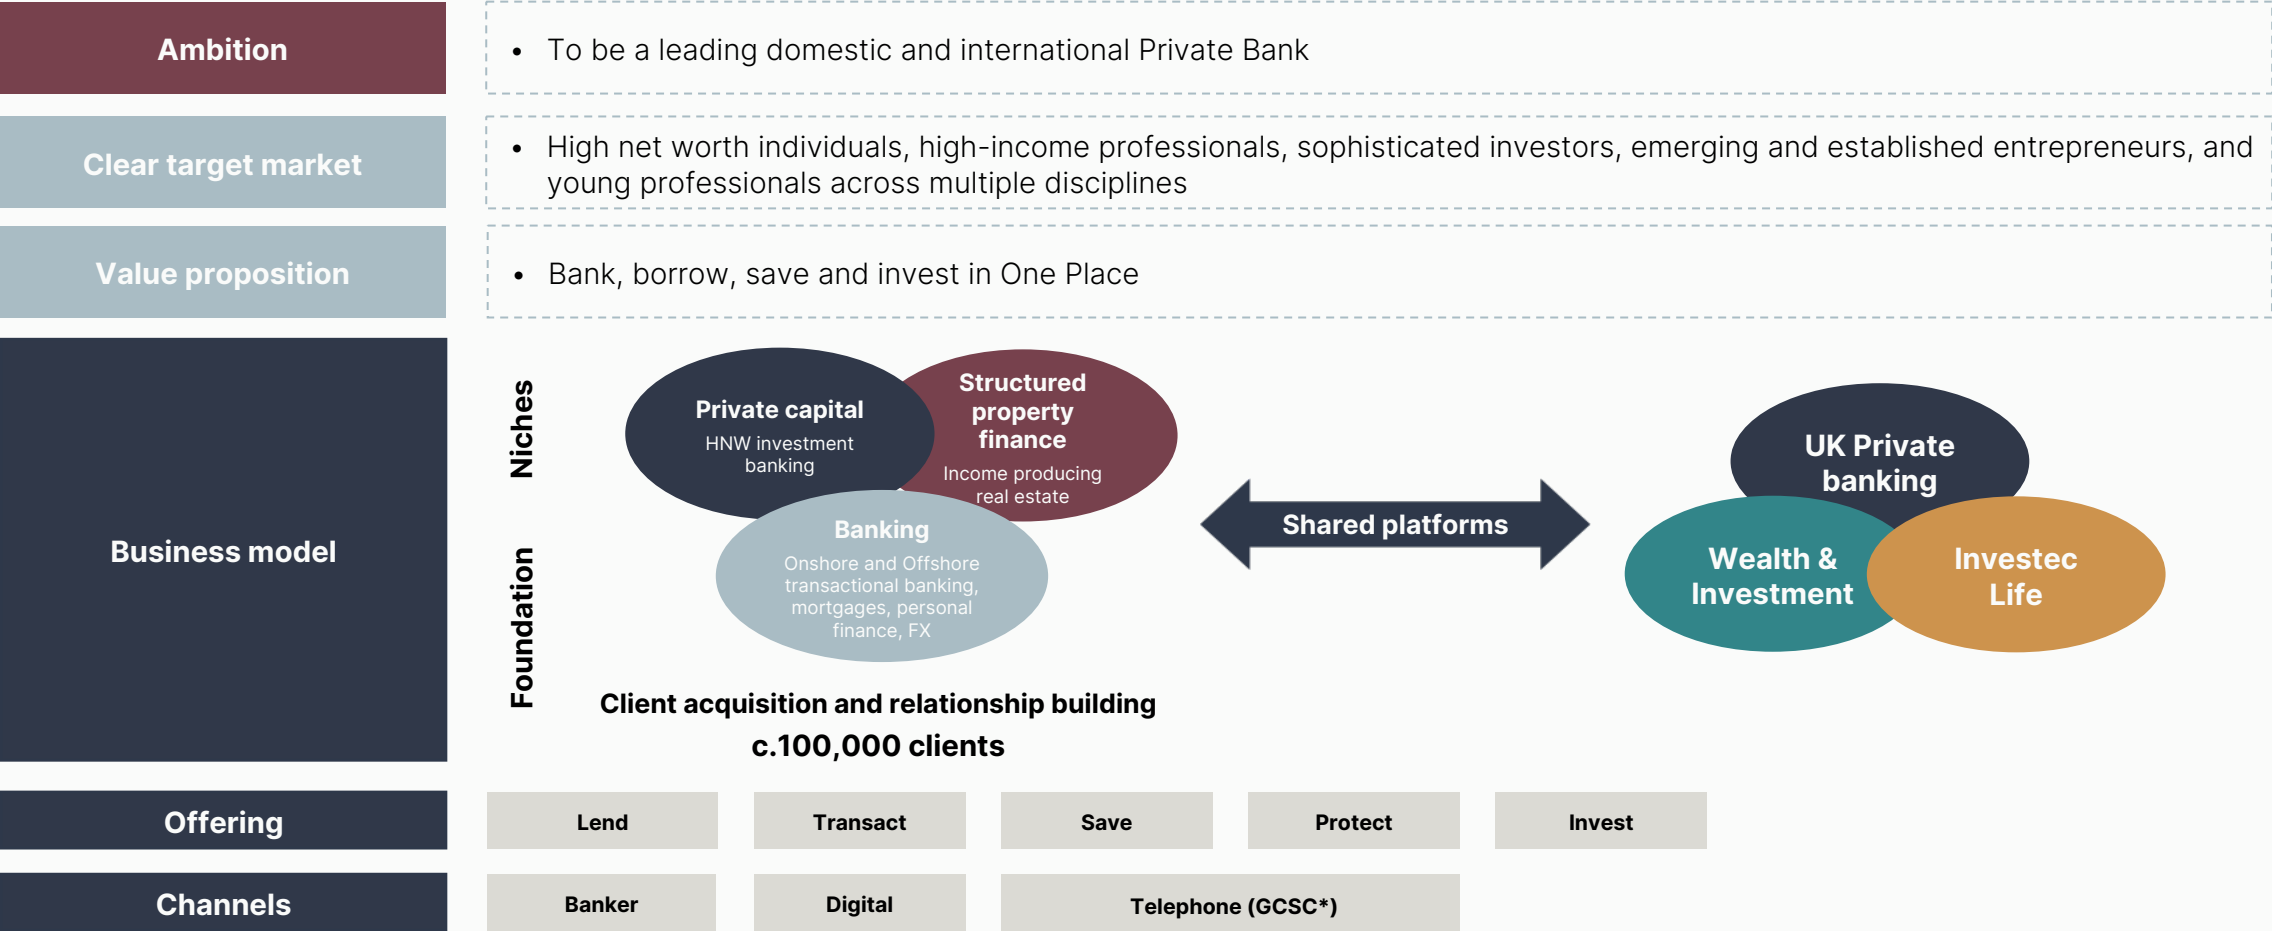 Ambition
• To be a leading domestic and international Private Bank
Clear target market
• High net worth individuals, high-income professionals, sophisticated investors, emerging and established entrepreneurs, and
young professionals across multiple disciplines
Value proposition
• Bank, borrow, save and invest in One Place
Business model
Niches
Foundation
Private capital
HNW investment
banking
Structured
property
finance
Income producing
real estate
Banking
Onshore and Offshore
transactional banking,
mortgages, personal
finance, FX
Client acquisition and relationship building
c.100,000 clients
Shared platforms
UK Private
banking
Wealth &
Investment
Investec
Life
Offering
Lend
Transact
Save
Protect
Invest
Channels
Banker
Digital
Telephone (GCSC*)